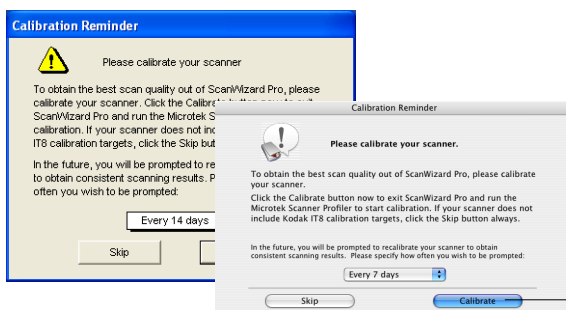 Calibration Reminder
Please calibrate your scanner
To obtain the best scan quality out of ScanWizard Pro, please
calibrate your scanner. Click the Calibrate
ScanWizard Pro and run the Microtek
calibration. If your scanner does not
IT8 calibration targets, click the Skip
In the future, you will be prompted to
to obtain consistent scanning results.
often you wish to be prompted:
Every 14 days
Skip
Calibration Reminder
Please calibrate your scanner.
To obtain the best scan quality out of ScanWizard Pro, please calibrate
your scanner.
Click the Calibrate button now to exit ScanWizard Pro and run the
Microtek Scanner Profiler to start calibration. If your scanner does not
include Kodak IT8 calibration targets, click the Skip button always.
In the future, you will be prompted to recalibrate your scanner to obtain
consistent scanning results. Please specify how often you wish to be prompted:
Every 7 days
Skip
Calibrate